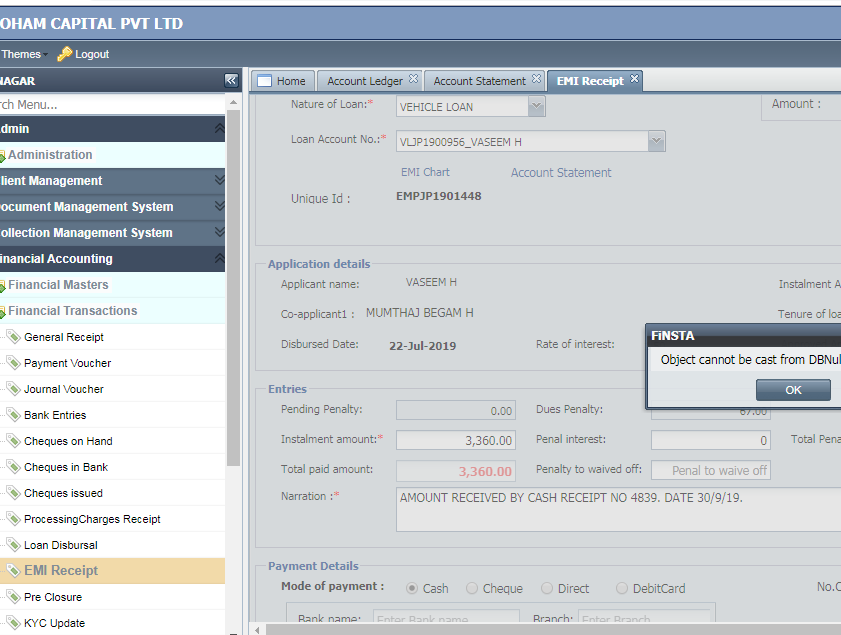 OHAM CAPITAL PVT LTD
Themes Logout
NAGAR
Home Account Ledger Account Statement EMI Receipt
rch Menu...
dmin
Administration
lient Management
ocument Management System
ollection Management System
inancial Accounting
Financial Masters
Financial Transactions
General Receipt
Payment Voucher
Journal Voucher
Bank Entries
Cheques on Hand
Cheques in Bank
Cheques issued
ProcessingCharges Receipt
Loan Disbursal
EMI Receipt
Pre Closure
KYC Update
Nature of Loan:* VEHICLE LOAN Amount :
Loan Account No.:* VLJP1900956_VASEEM H
EMI Chart Account Statement
Unique Id : EMPJP1901448
Application details
Applicant name: VASEEM H Instalment A
Co-applicant1 : MUMTHAJ BEGAM H Tenure of loa
Disbursed Date: 22-Jul-2019 Rate of interest:
FiNSTA
Object cannot be cast from DBNul
OK
Entries
Pending Penalty: 0.00 Dues Penalty: 67.00
Instalment amount:* 3,360.00 Penal interest: 0 Total Pena
Total paid amount: 3,360.00 Penalty to waived off: Penal to waive off
Narration :* AMOUNT RECEIVED BY CASH RECEIPT NO 4839. DATE 30/9/19.
Payment Details
Mode of payment : Cash Cheque Direct DebitCard No.C
Bank name: Enter Bank name Branch: Enter Branch